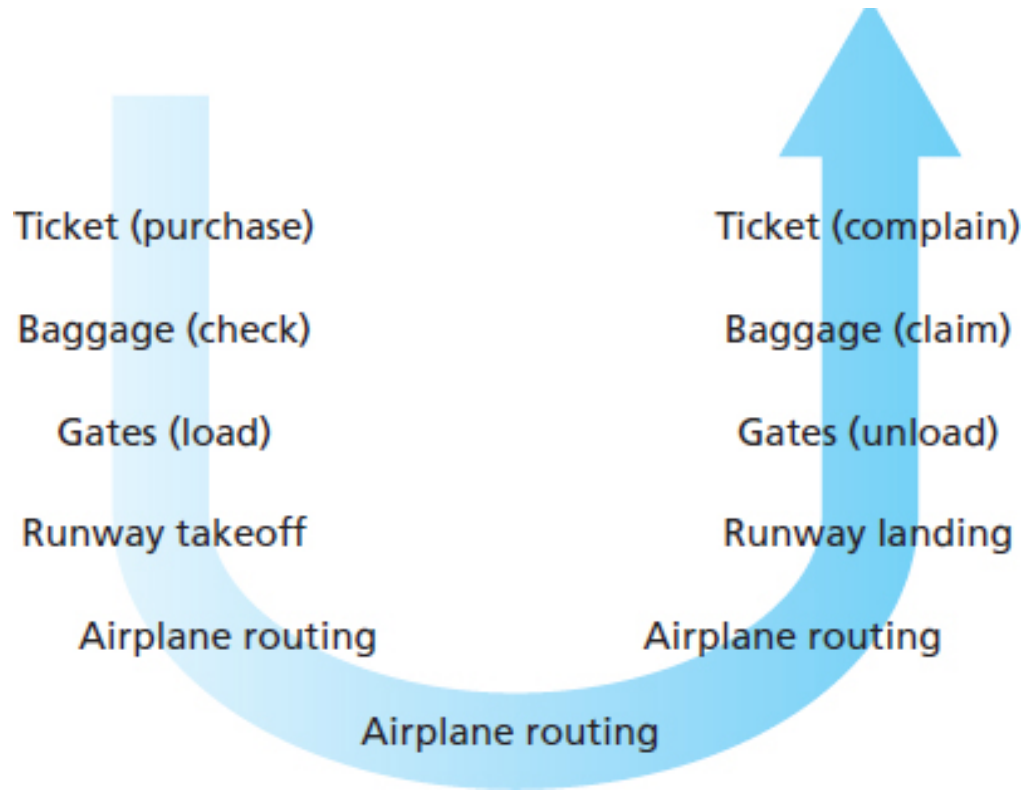 Ticket (purchase)
Ticket (complain)
Baggage (check)
Baggage (claim)
Gates (load)
Gates (unload)
Runway takeoff
Runway landing
Airplane routing
Airplane routing
Airplane routing